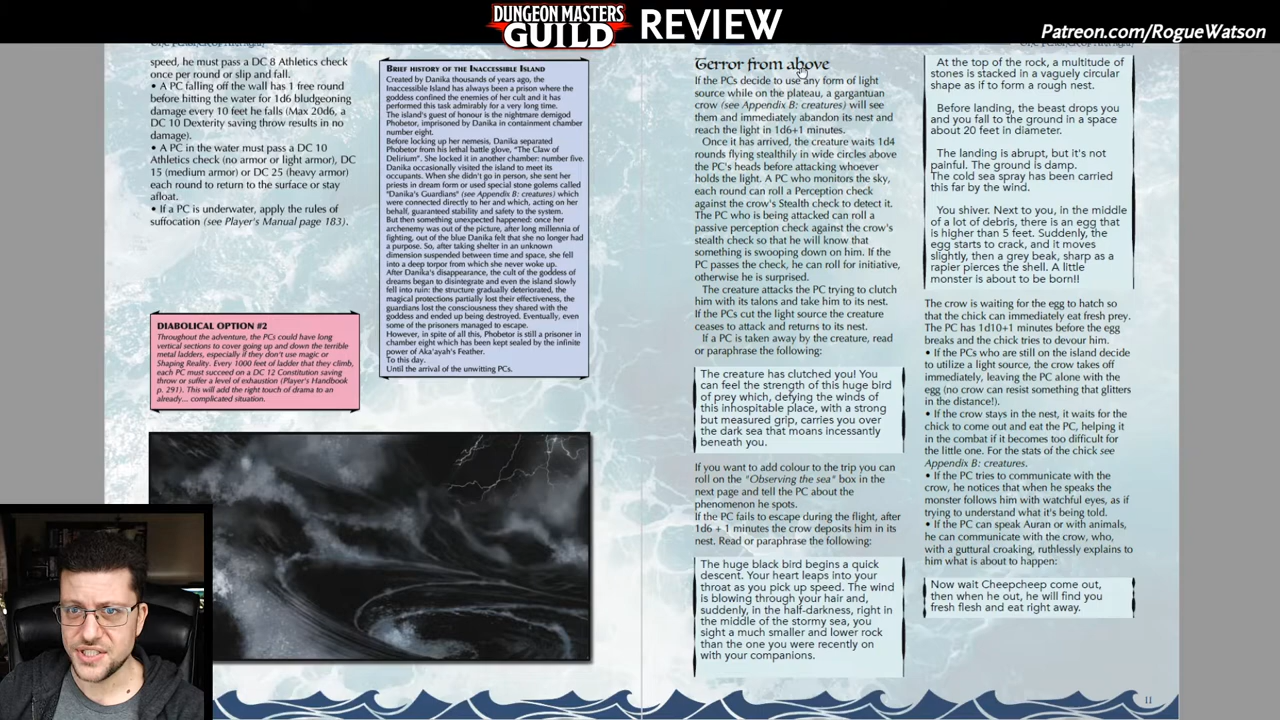 DUNGEON MASTERS
GUILD
REVIEW
Patreon.com/RogueWatson
speed, he must pass a DC 8 Athletics check
once per round or slip and fall.
• A PC falling off the wall has 1 free round
before hitting the water for 1d6 bludgeoning
damage every 10 feet he falls (Max 20d6, a
DC 10 Dexterity saving throw results in no
damage).
• A PC in the water must pass a DC 10
Athletics check (no armor or light armor), DC
15 (medium armor) or DC 25 (heavy armor)
each round to return to the surface or stay
afloat.
• If a PC is underwater, apply the rules of
suffocation (see Player's Manual page 183).
DIABOLICAL OPTION #2
Throughout the adventure, the PCs could have long
vertical sections to cover going up and down the terrible
metal ladders, especially if they don't use magic or
Shaping Reality. Every 1000 feet of ladder that they climb,
each PC must succeed on a DC 12 Constitution saving
throw or suffer a level of exhaustion (Player's Handbook
p. 291). This will add the right touch of drama to an
already... complicated situation.
BRIEF HISTORY OF THE INACCESSIBLE ISLAND
Created by Danika thousands of years ago, the
Inaccessible Island has always been a prison where the
goddess confined the enemies of her cult and it has
performed this task admirably for a very long time.
The island's guest of honour is the nightmare demigod
Phobetor, imprisoned by Danika in containment chamber
number eight.
Before locking up her nemesis, Danika separated
Phobetor from his lethal battle glove, "The Claw of
Delirium". She locked it in another chamber: number five.
Danika occasionally visited the island to meet its
occupants. When she didn't go in person, she sent her
priests in dream form or used special stone golems called
"Danika's Guardians" (see Appendix B: creatures) which
were connected directly to her and which, acting on her
behalf, guaranteed stability and safety to the system.
But then something unexpected happened: once her
archenemy was out of the picture, after long millennia of
fighting, out of the blue Danika felt that she no longer had
a purpose. So, after taking shelter in an unknown
dimension suspended between time and space, she fell
into a deep torpor from which she never woke up.
After Danika's disappearance, the cult of the goddess of
dreams began to disintegrate and even the island slowly
fell into ruin: the structure gradually deteriorated, the
magical protections partially lost their effectiveness, the
guardians lost the consciousness they shared with the
goddess and ended up being destroyed. Eventually, even
some of the prisoners managed to escape.
However, in spite of all this, Phobetor is still a prisoner in
chamber eight which has been kept sealed by the infinite
power of Aka'ayah's Feather.
To this day.
Until the arrival of the unwitting PCs.
Terror from above
If the PCs decide to use any form of light
source while on the plateau, a gargantuan
crow (see Appendix B: creatures) will see
them and immediately abandon its nest and
reach the light in 1d6+1 minutes.
Once it has arrived, the creature waits 1d4
rounds flying stealthily in wide circles above
the PC's heads before attacking whoever
holds the light. A PC who monitors the sky,
each round can roll a Perception check
against the crow's Stealth check to detect it.
The PC who is being attacked can roll a
passive perception check against the crow's
stealth check so that he will know that
something is swooping down on him. If the
PC passes the check, he can roll for initiative,
otherwise he is surprised.
The creature attacks the PC trying to clutch
him with its talons and take him to its nest.
If the PCs cut the light source the creature
ceases to attack and returns to its nest.
If a PC is taken away by the creature, read
or paraphrase the following:
The creature has clutched you! You
can feel the strength of this huge bird
of prey which, defying the winds of
this inhospitable place, with a strong
but measured grip, carries you over
the dark sea that moans incessantly
beneath you.
If you want to add colour to the trip you can
roll on the "Observing the sea" box in the
next page and tell the PC about the
phenomenon he spots.
If the PC fails to escape during the flight, after
1d6 + 1 minutes the crow deposits him in its
nest. Read or paraphrase the following:
The huge black bird begins a quick
descent. Your heart leaps into your
throat as you pick up speed. The wind
is blowing through your hair and,
suddenly, in the half-darkness, right in
the middle of the stormy sea, you
sight a much smaller and lower rock
than the one you were recently on
with your companions.
At the top of the rock, a multitude of
stones is stacked in a vaguely circular
shape as if to form a rough nest.
Before landing, the beast drops you
and you fall to the ground in a space
about 20 feet in diameter.
The landing is abrupt, but it's not
painful. The ground is damp.
The cold sea spray has been carried
this far by the wind.
You shiver. Next to you, in the middle
of a lot of debris, there is an egg that
is higher than 5 feet. Suddenly, the
egg starts to crack, and it moves
slightly, then a grey beak, sharp as a
rapier pierces the shell. A little
monster is about to be born!!
The crow is waiting for the egg to hatch so
that the chick can immediately eat fresh prey.
The PC has 1d10+1 minutes before the egg
breaks and the chick tries to devour him.
• If the PCs who are still on the island decide
to utilize a light source, the crow takes off
immediately, leaving the PC alone with the
egg (no crow can resist something that glitters
in the distance!).
• If the crow stays in the nest, it waits for the
chick to come out and eat the PC, helping it
in the combat if it becomes too difficult for
the little one. For the stats of the chick see
Appendix B: creatures.
• If the PC tries to communicate with the
crow, he notices that when he speaks the
monster follows him with watchful eyes, as if
trying to understand what it's being told.
• If the PC can speak Auran or with animals,
he can communicate with the crow, who,
with a guttural croaking, ruthlessly explains to
him what is about to happen:
Now wait Cheepcheep come out,
then when he out, he will find you
fresh flesh and eat right away.
11